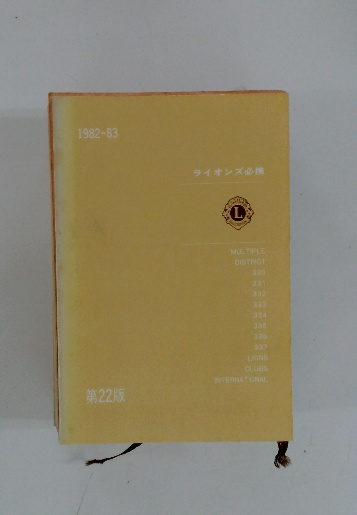 1982-83
ライオンズ必携
L
MULTIPLE
DISTRICT
330
331
332
333
334
335
336
337
LIONS
CLUBS
INTERNATIONAL
第22版